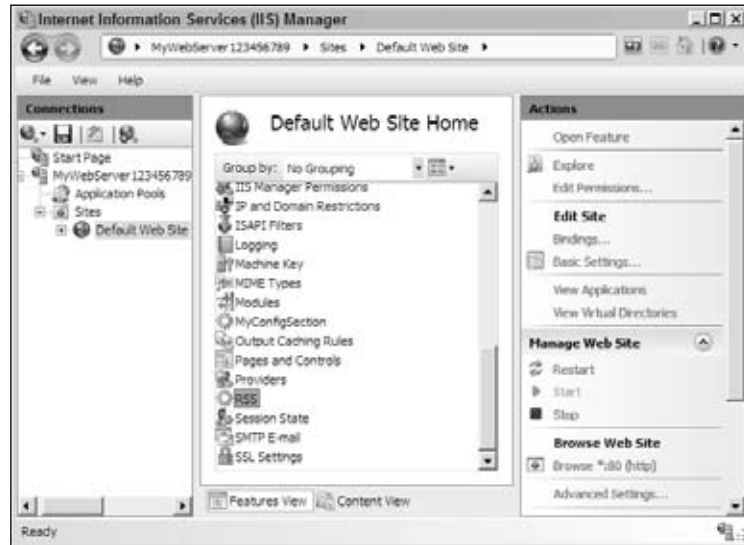 Internet Information Services (IIS) Manager
MyWebServer123456789 Sites Default Web Site
File View Help
Connections
Start Page
MyWebServer123456789
Application Pools
Sites
Default Web Site
Default Web Site Home
Group by: No Grouping
IIS Manager Permissions
IP and Domain Restrictions
ISAPI Filters
Logging
Machine Key
MIME Types
Modules
MyConfigSection
Output Caching Rules
Pages and Controls
Providers
RSS
Session State
SMTP E-mail
SSL Settings
Features View Content View
Actions
Open Feature
Explore
Edit Permissions...
Edit Site
Bindings...
Basic Settings...
View Applications
View Virtual Directories
Manage Web Site
Restart
Start
Stop
Browse Web Site
Browse *:80 (http)
Advanced Settings...
Ready